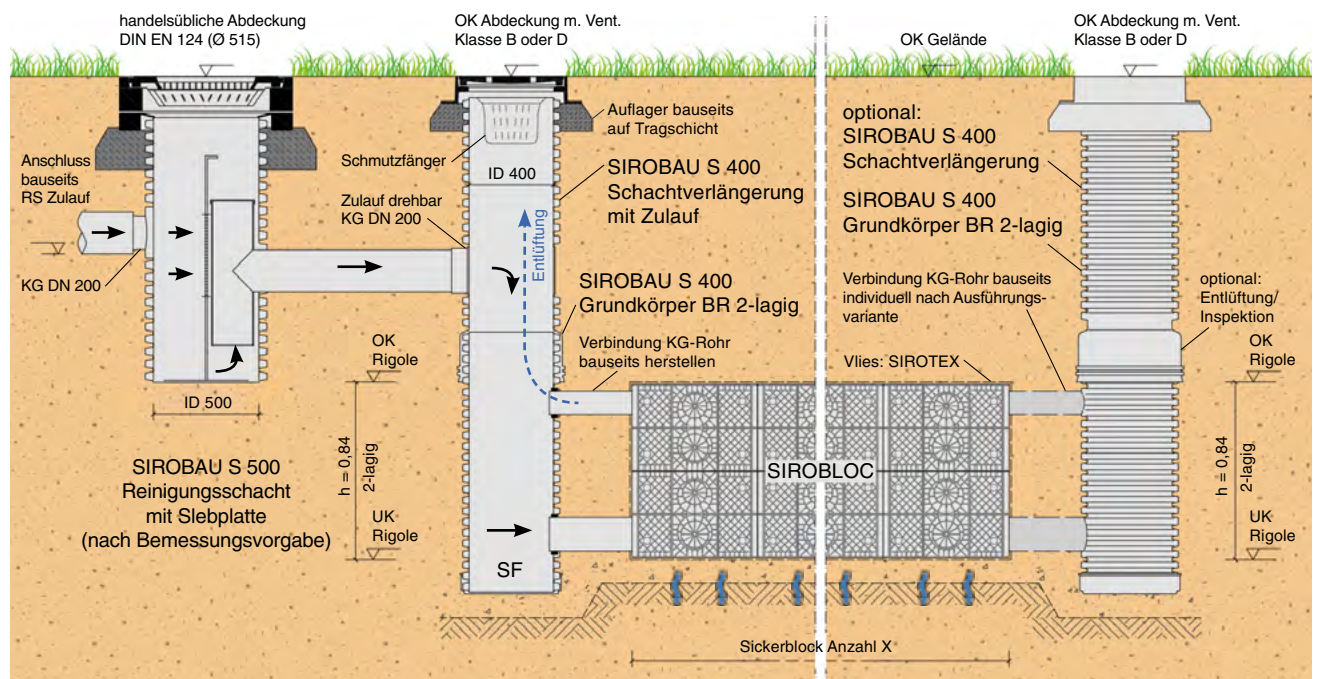 handelsübliche Abdeckung
DIN EN 124 (Ø 515)
OK Abdeckung m. Vent.
Klasse B oder D
OK Gelände
OK Abdeckung m. Vent.
Klasse B oder D
Anschluss
bauseits
RS Zulauf
KG DN 200
Schmutzfänger
Zulauf drehbar
KG DN 200
ID 400
Entlüftung
Auflager bauseits
auf Tragschicht
SIROBAU S 400
Schachtverlängerung
mit Zulauf
SIROBAU S 400
Grundkörper BR 2-lagig
Verbindung KG-Rohr
bauseits herstellen
optional:
SIROBAU S 400
Schachtverlängerung
SIROBAU S 400
Grundkörper BR 2-lagig
Verbindung KG-Rohr bauseits
individuell nach Ausführungs-
variante
Vlies: SIROTEX
optional:
Entlüftung/
Inspektion
ID 500
SIROBAU S 500
Reinigungsschacht
mit Slebplatte
(nach Bemessungsvorgabe)
OK
Rigole
h = 0,84
2-lagig
UK
Rigole
SF
SIROBLOC
OK
Rigole
h = 0,84
2-lagig
UK
Rigole
Sickerblock Anzahl X